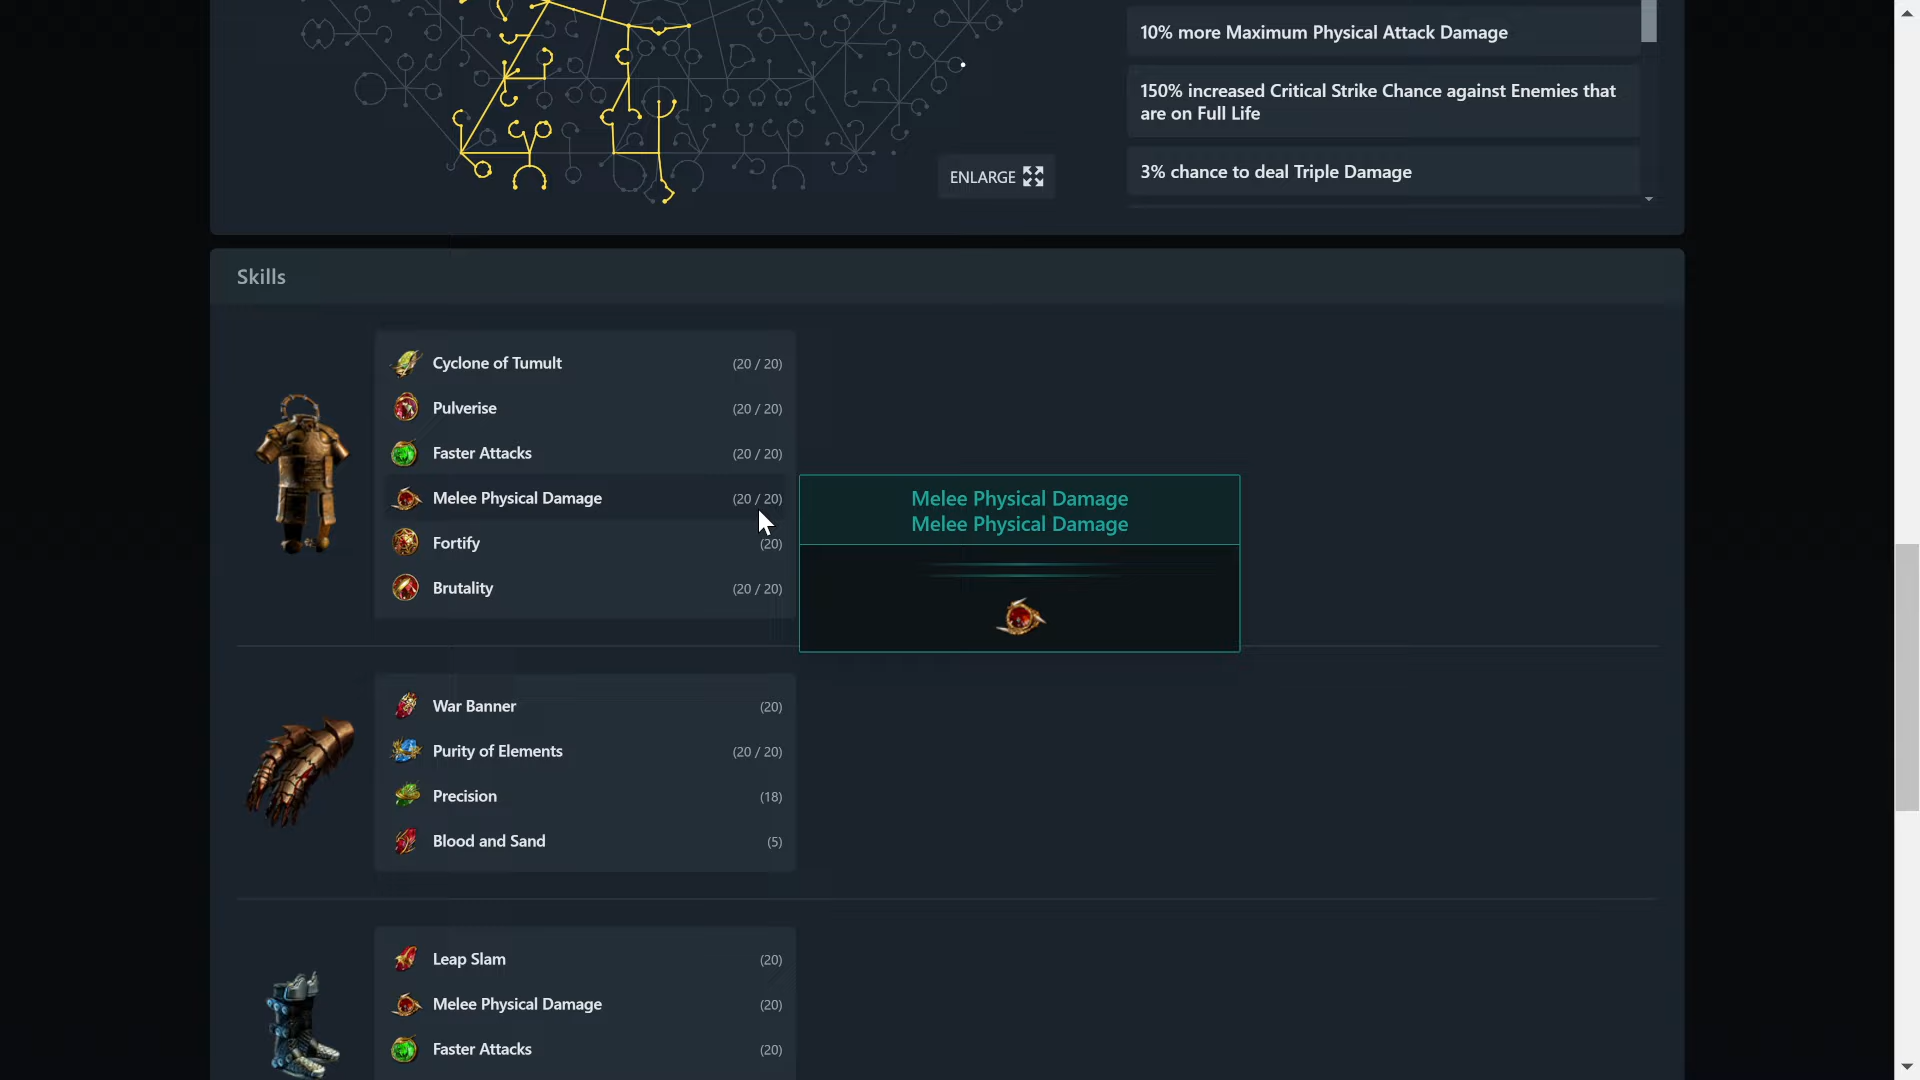 10% more Maximum Physical Attack Damage
150% increased Critical Strike Chance against Enemies that
are on Full Life
3% chance to deal Triple Damage
ENLARGE
Skills
Cyclone of Tumult (20 / 20)
Pulverise (20 / 20)
Faster Attacks (20 / 20)
Melee Physical Damage (20 / 20)
Fortify (20)
Brutality (20 / 20)
Melee Physical Damage
Melee Physical Damage
War Banner (20)
Purity of Elements (20 / 20)
Precision (18)
Blood and Sand (5)
Leap Slam (20)
Melee Physical Damage (20)
Faster Attacks (20)